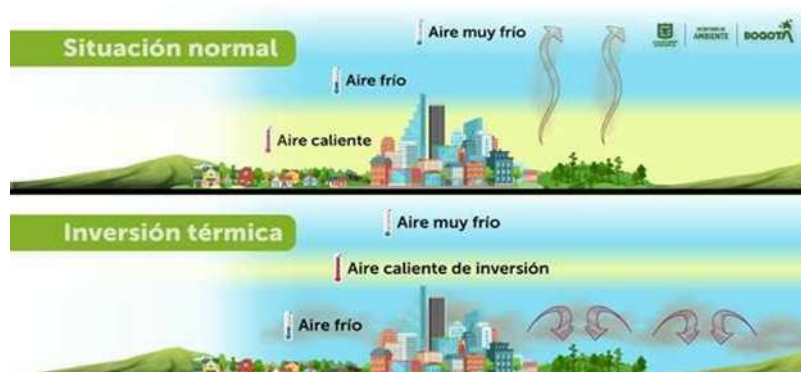 Situación normal
Aire muy frío
AMBIENTE
BOGOTÁ
Aire frío
Aire caliente
Inversión térmica
Aire muy frío
Aire caliente de inversión
Aire frío